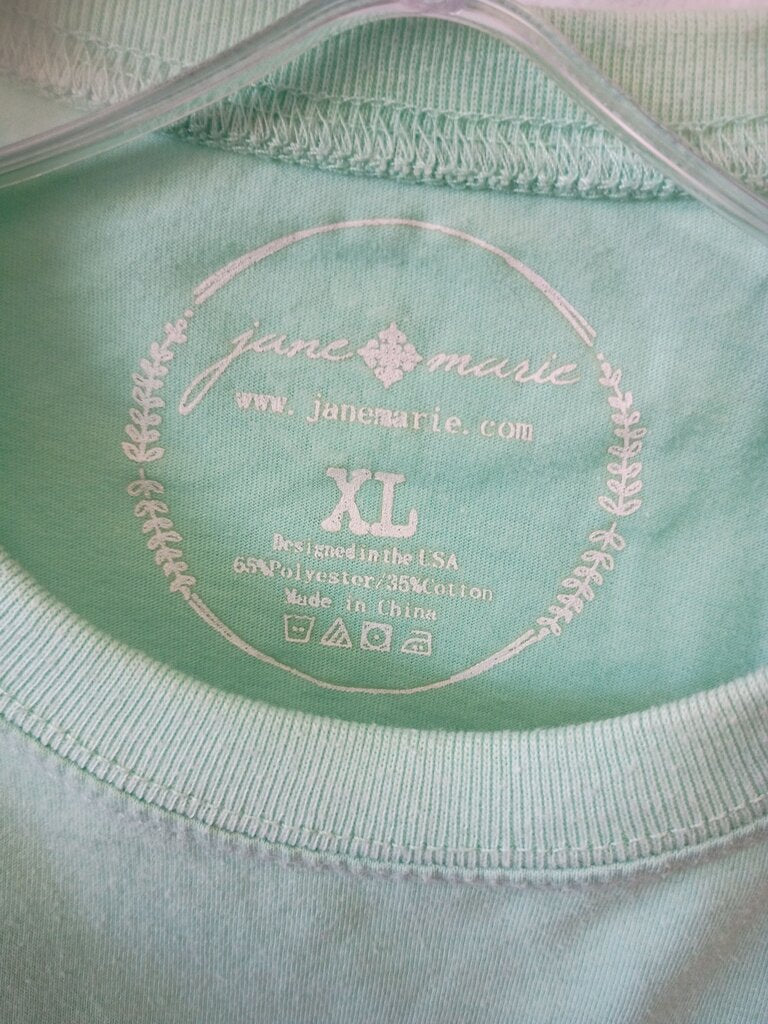 jane marie
www.janemarie.com
XL
Designed in the USA
65%Polyester/35%Cotton
Made in China